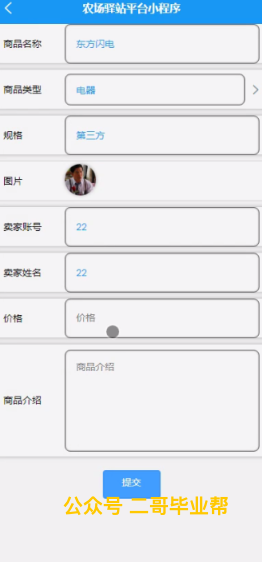 农场驿站平台小程序
商品名称 东方闪电
商品类型 电器
规格 第三方
图片
卖家账号 22
卖家姓名 22
价格 价格
商品介绍
商品介绍
提交
公众号 二哥毕业帮